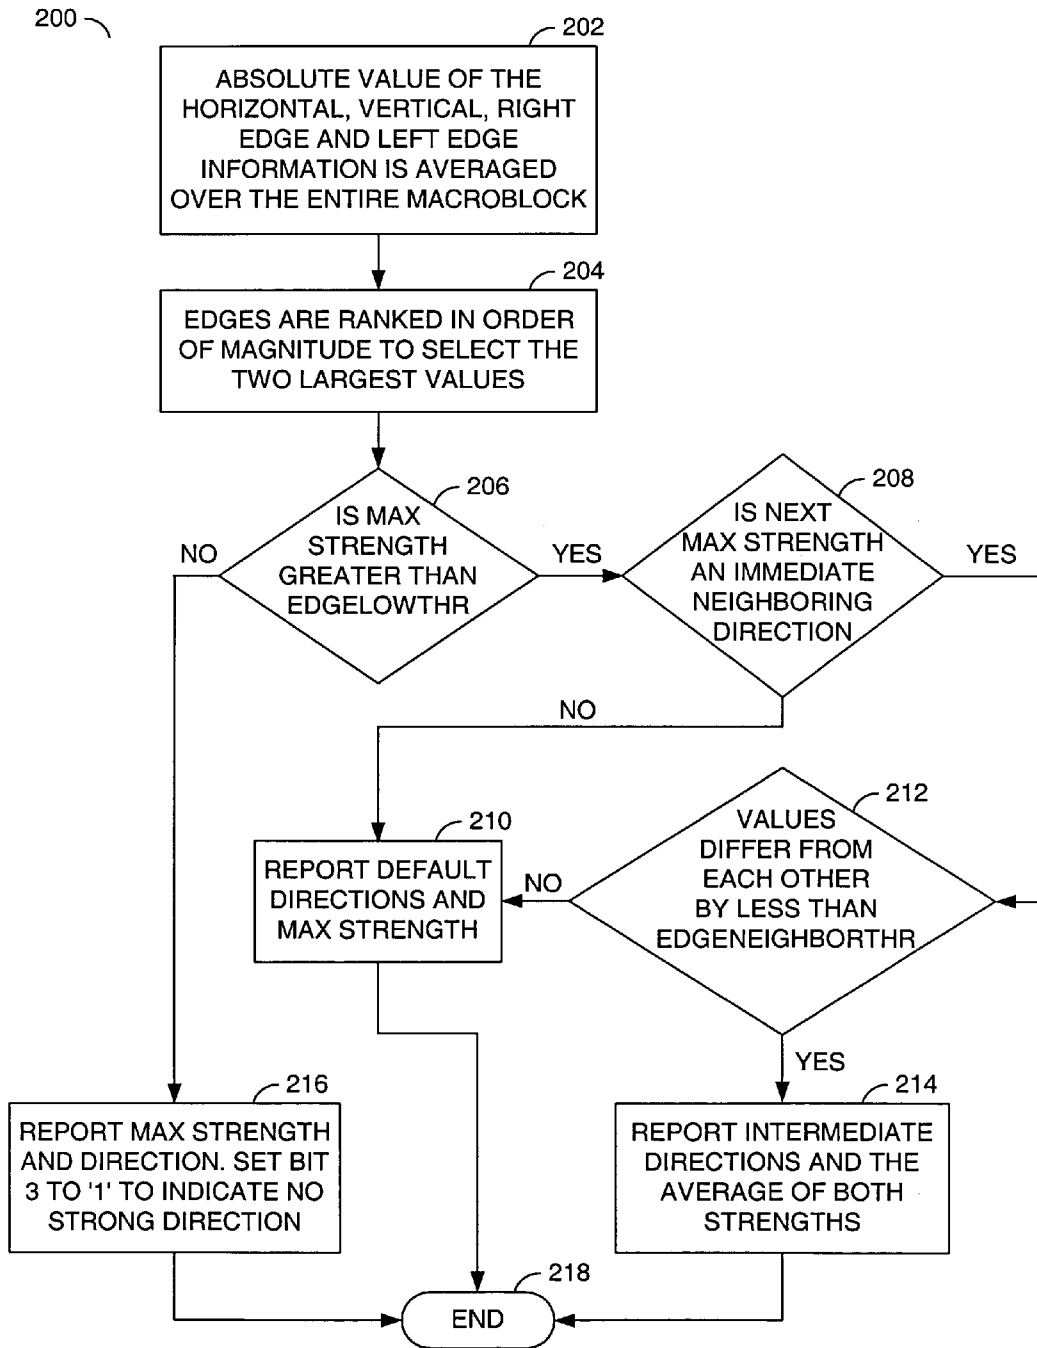 200
202
ABSOLUTE VALUE OF THE
HORIZONTAL, VERTICAL, RIGHT
EDGE AND LEFT EDGE
INFORMATION IS AVERAGED
OVER THE ENTIRE MACROBLOCK
204
EDGES ARE RANKED IN ORDER
OF MAGNITUDE TO SELECT THE
TWO LARGEST VALUES
206
IS MAX
STRENGTH
GREATER THAN
EDGELOWTHR
NO
YES
208
IS NEXT
MAX STRENGTH
AN IMMEDIATE
NEIGHBORING
DIRECTION
YES
NO
212
VALUES
DIFFER FROM
EACH OTHER
BY LESS THAN
EDGENEIGHBORTHR
NO
YES
210
REPORT DEFAULT
DIRECTIONS AND
MAX STRENGTH
216
REPORT MAX STRENGTH
AND DIRECTION. SET BIT
3 TO '1' TO INDICATE NO
STRONG DIRECTION
214
REPORT INTERMEDIATE
DIRECTIONS AND THE
AVERAGE OF BOTH
STRENGTHS
218
END